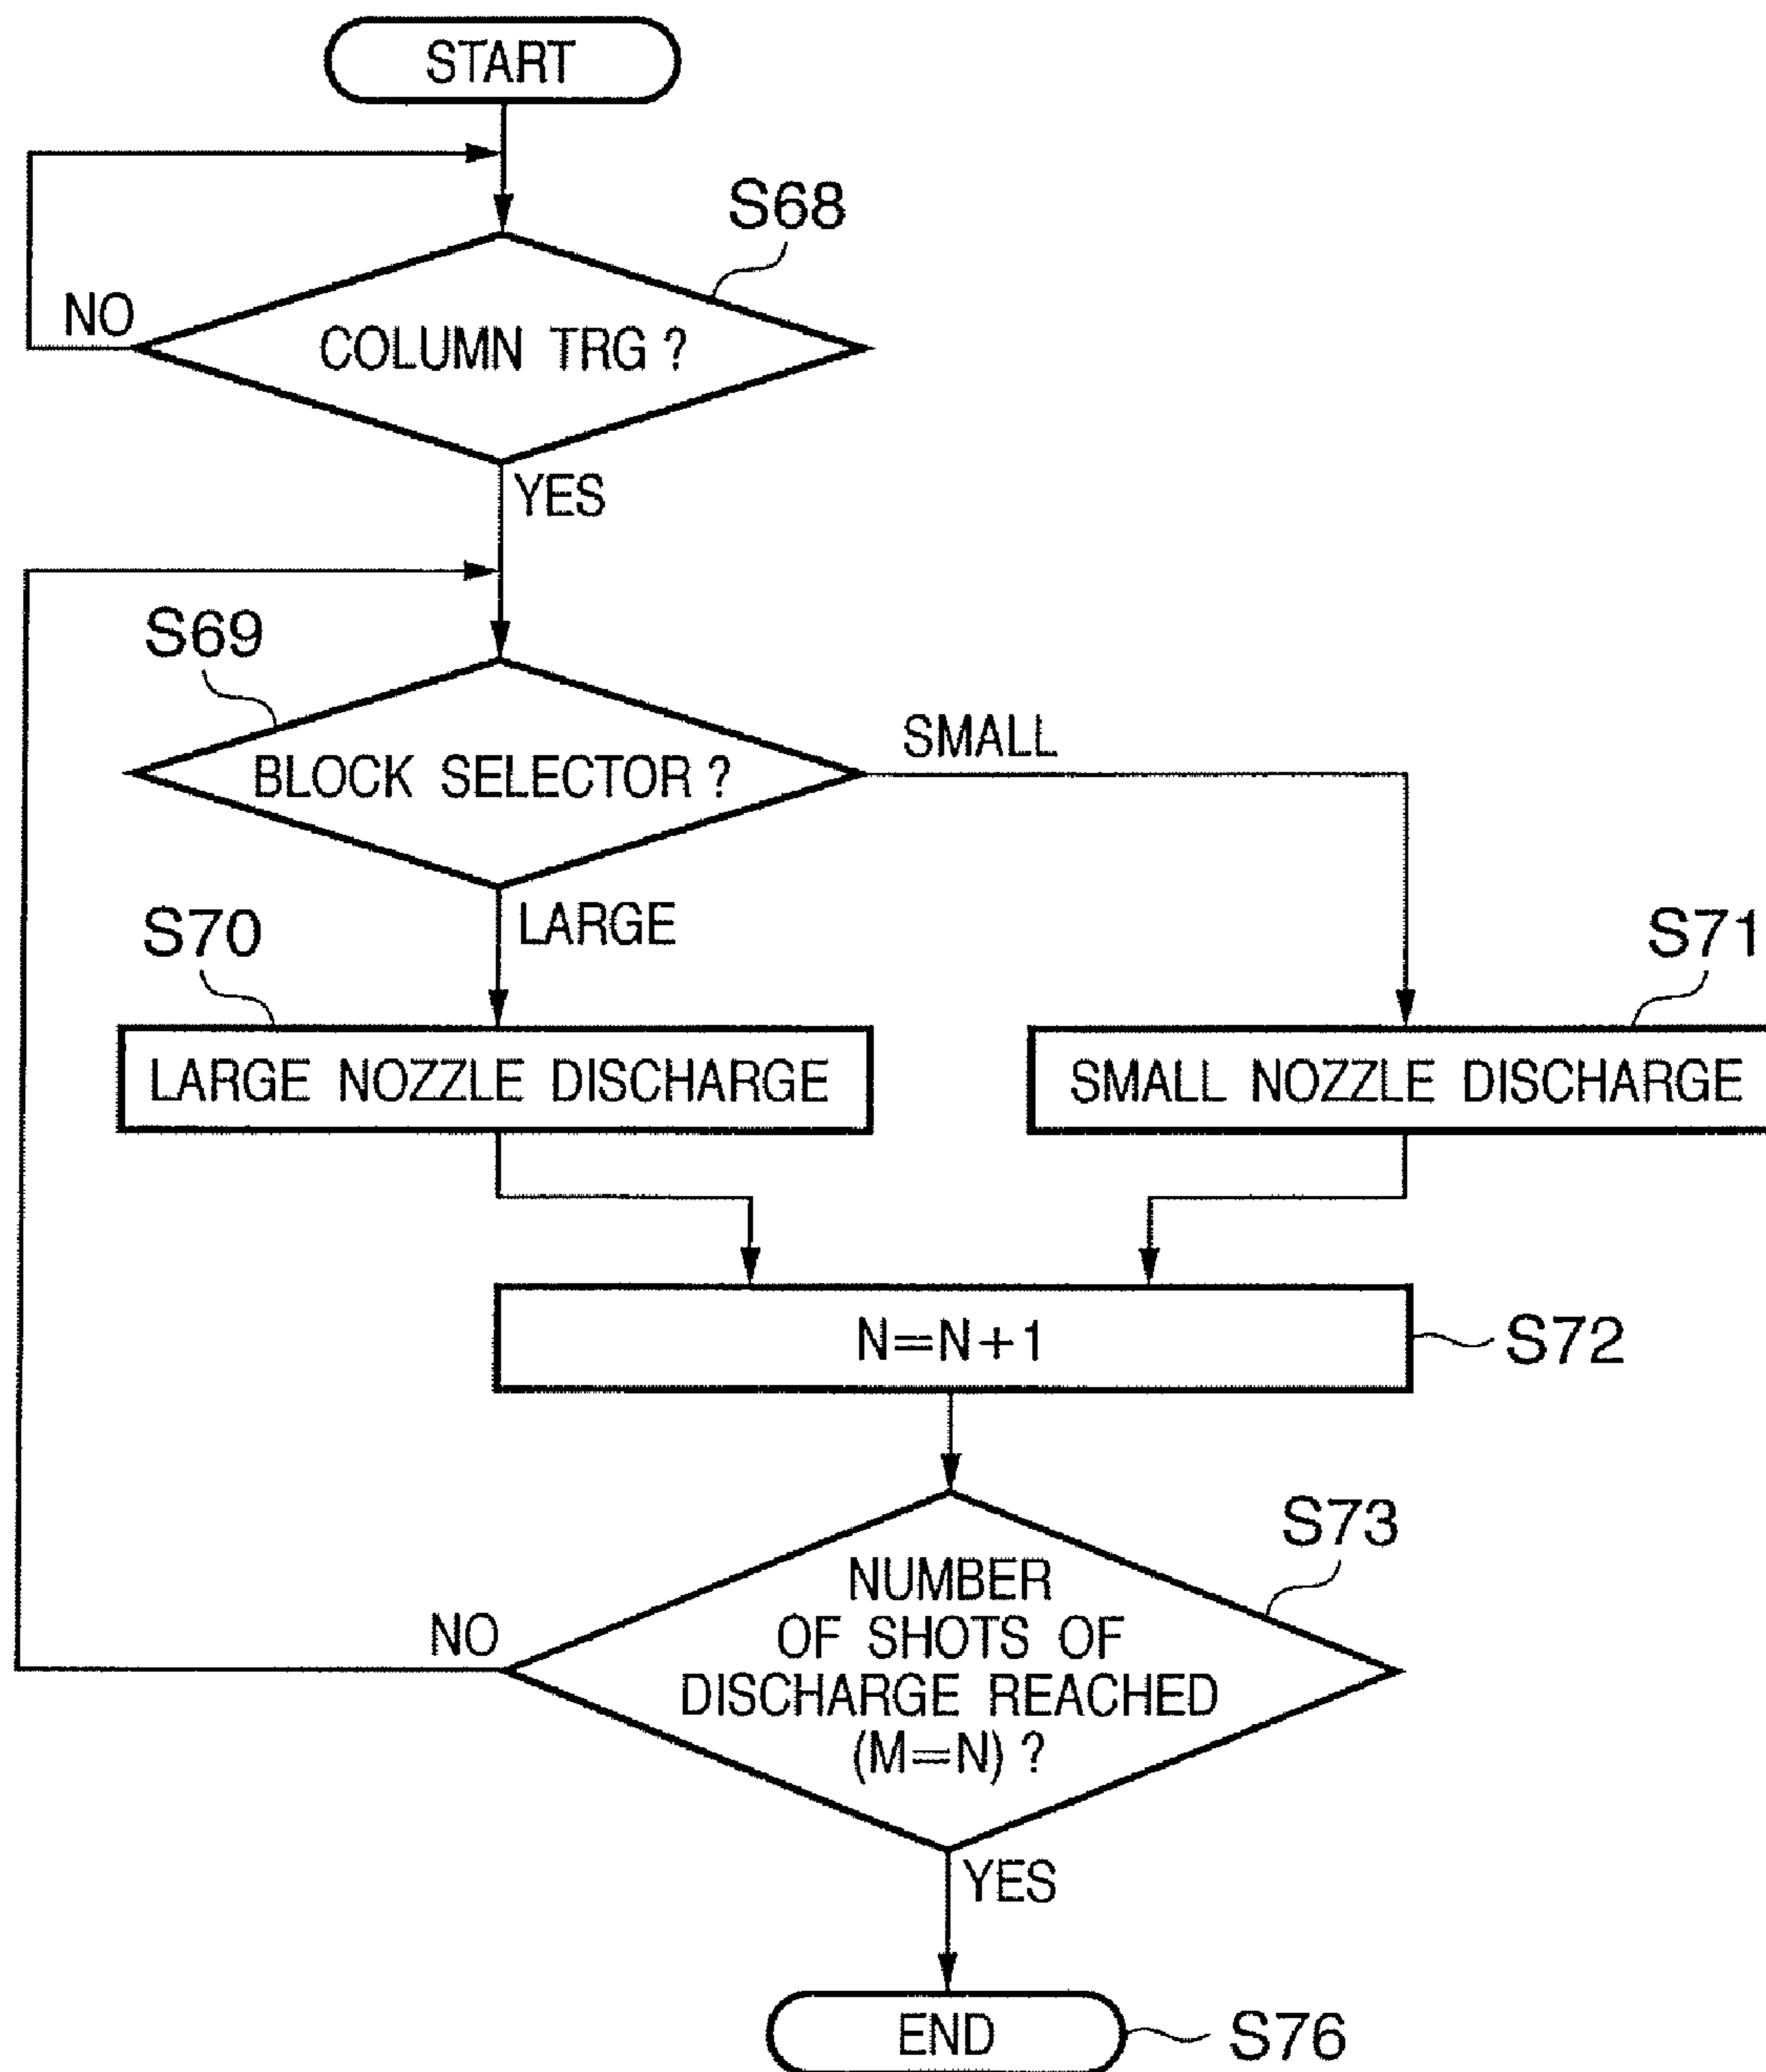 START
S68
NO
COLUMN TRG ?
YES
S69
SMALL
BLOCK SELECTOR ?
LARGE
S70
S71
LARGE NOZZLE DISCHARGE
SMALL NOZZLE DISCHARGE
N=N+1
S72
S73
NO
NUMBER
OF SHOTS OF
DISCHARGE REACHED
(M=N) ?
YES
END
S76